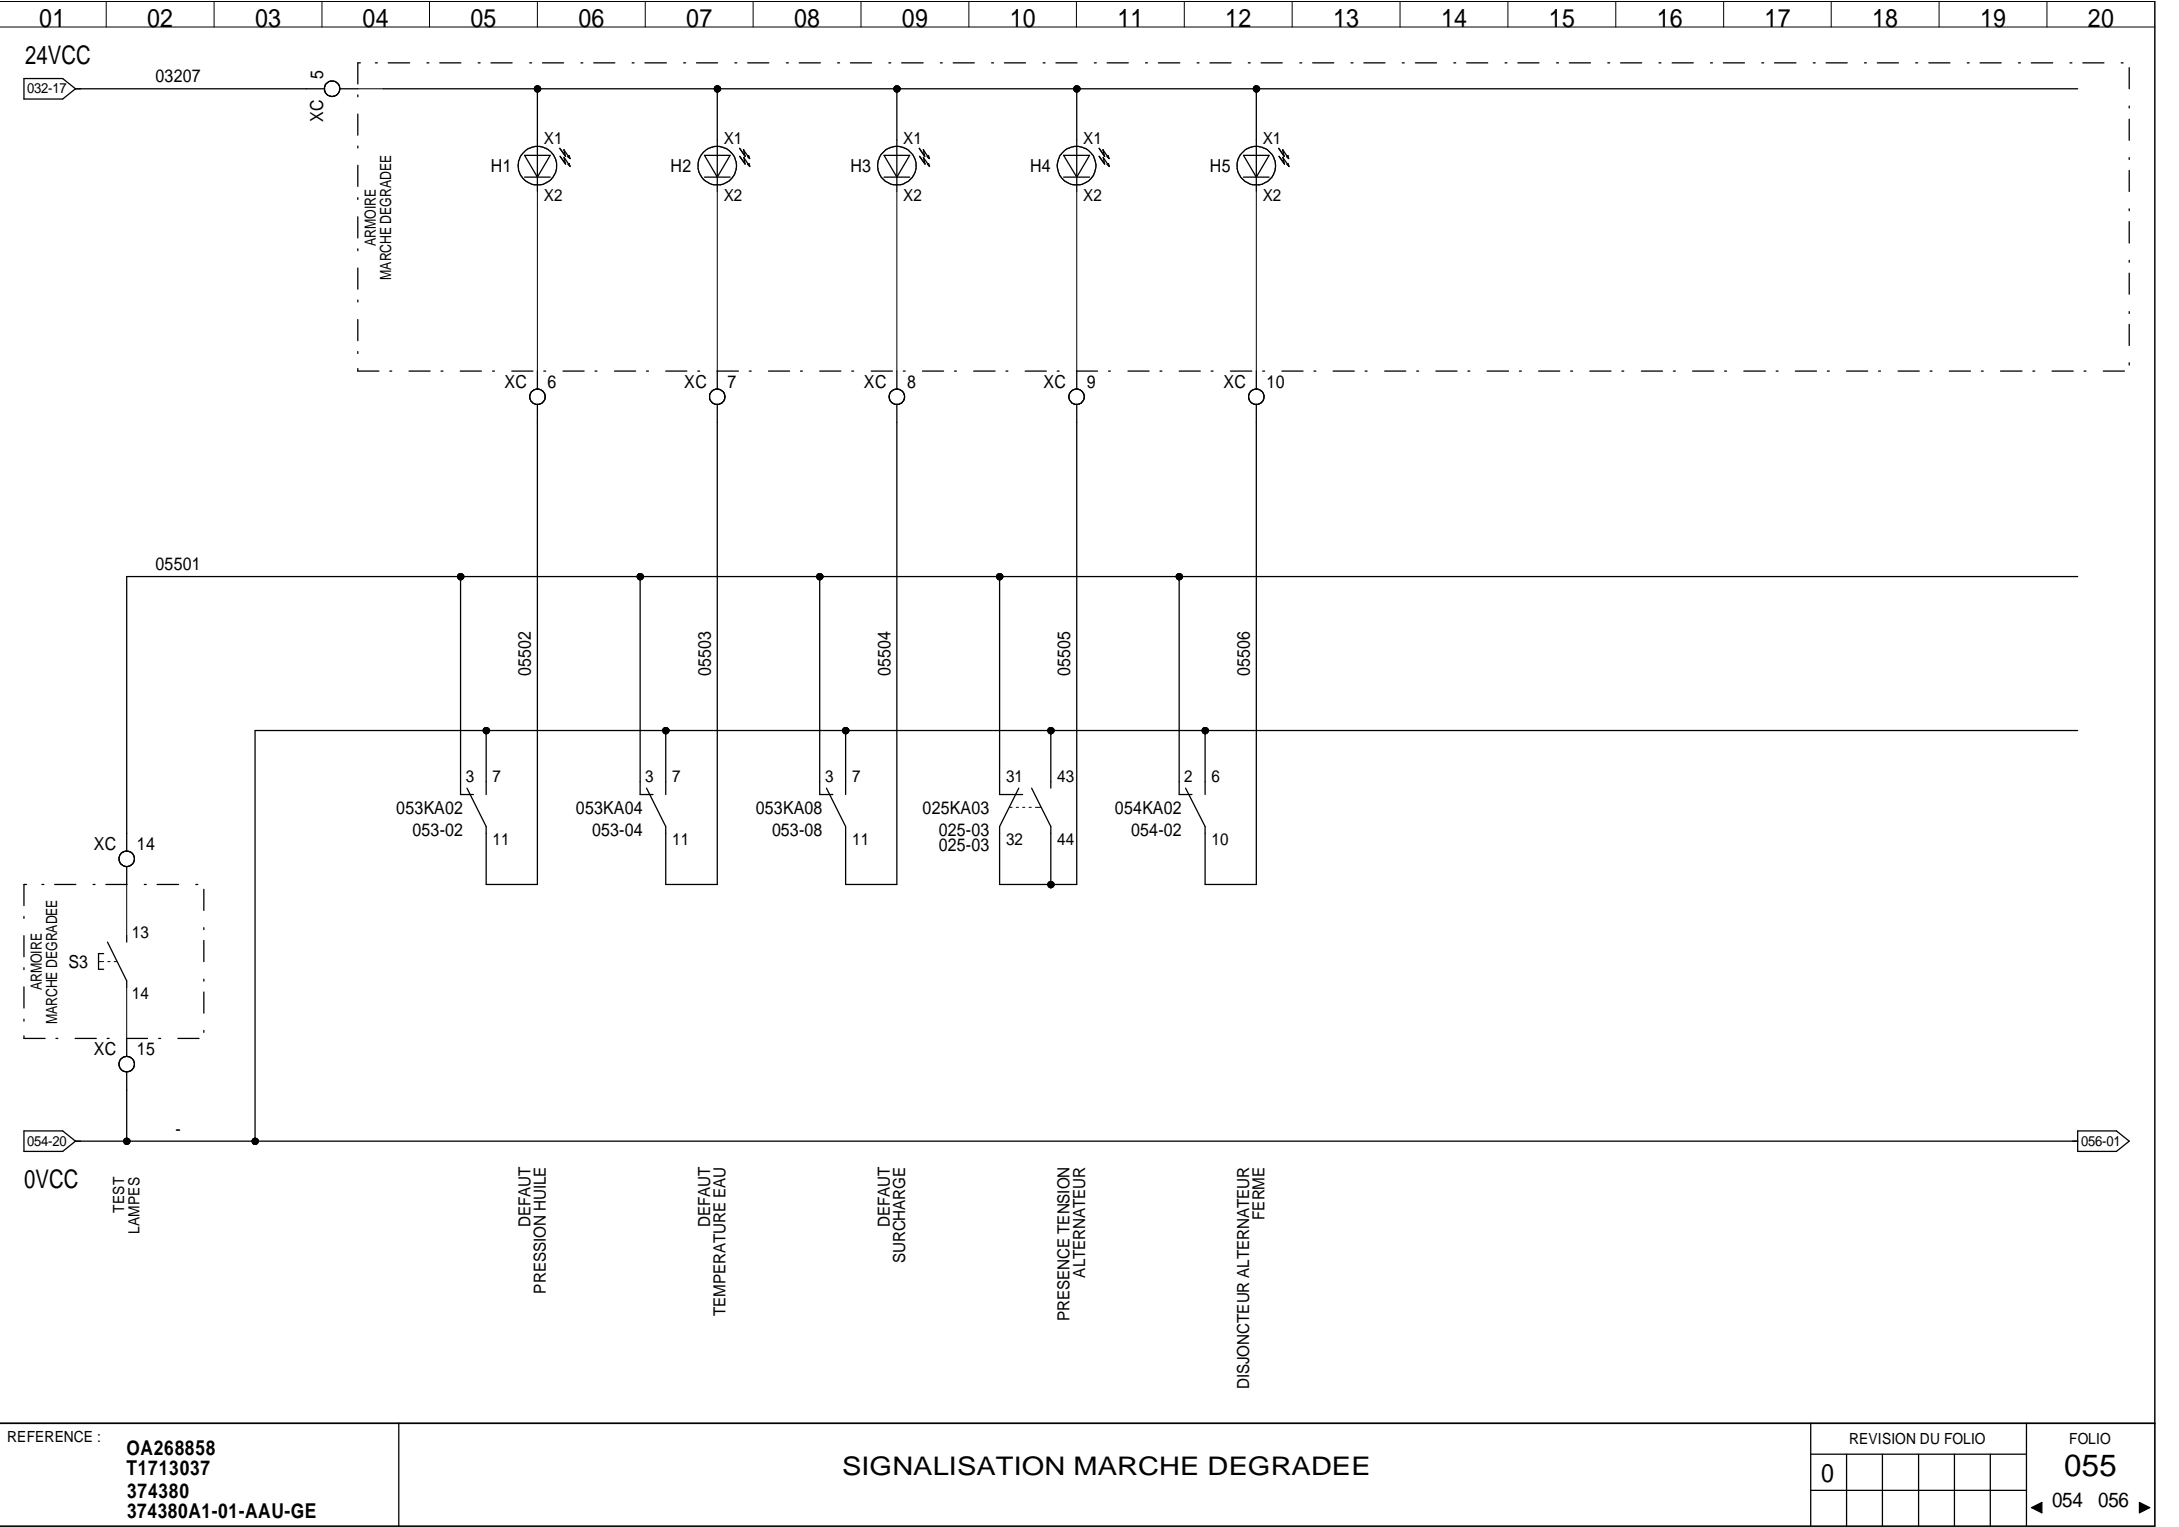 01 02 03 04 05 06 07 08 09 10 11 12 13 14 15 16 17 18 19 20
24VCC
032-17
03207
XC 5
ARMOIRE
MARCHE DEGRADEE
X1 X1 X1 X1 X1
H1 H2 H3 H4 H5
X2 X2 X2 X2 X2
XC 6 XC 7 XC 8 XC 9 XC 10
05501
05502 05503 05504 05505 05506
3 7 3 7 3 7 31 43 2 6
053KA02 053KA04 053KA08 025KA03 054KA02
053-02 053-04 053-08 025-03 054-02
025-03
11 11 11 32 44 10
XC 14
ARMOIRE
MARCHE DEGRADEE
13
S3
14
XC 15
-
054-20
056-01
0VCC
TEST
LAMPES
DEFAUT
PRESSION HUILE
DEFAUT
TEMPERATURE EAU
DEFAUT
SURCHARGE
PRESENCE TENSION
ALTERNATEUR
DISJONCTEUR ALTERNATEUR
FERME
REFERENCE :
OA268858
T1713037
374380
374380A1-01-AAU-GE
SIGNALISATION MARCHE DEGRADEE
REVISION DU FOLIO
0
FOLIO
055
054 056